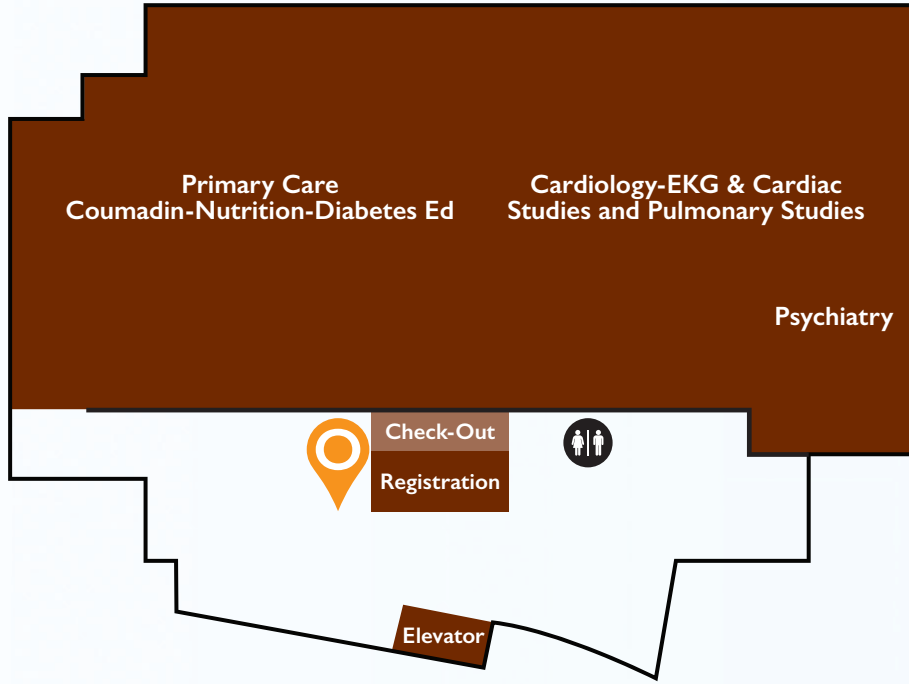 Primary Care
Coumadin-Nutrition-Diabetes Ed
Cardiology-EKG & Cardiac
Studies and Pulmonary Studies
Psychiatry
Check-Out
Registration
Elevator